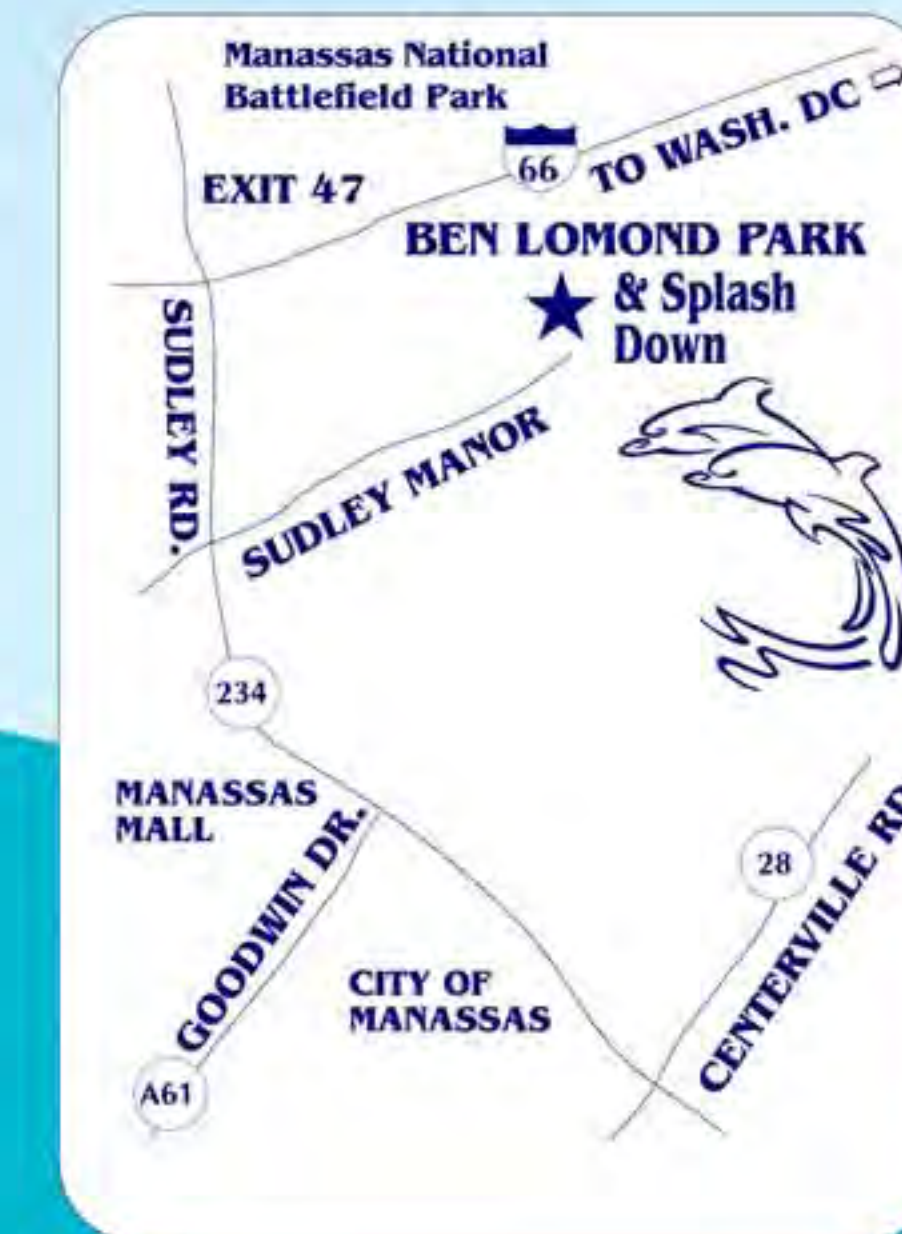 Manassas National
Battlefield Park
66
TO WASH. DC
EXIT 47
BEN LOMOND PARK
& Splash
Down
SUDLEY RD.
SUDLEY MANOR
234
MANASSAS
MALL
GOODWIN DR.
28
CENTERVILLE RD
CITY OF
MANASSAS
A61